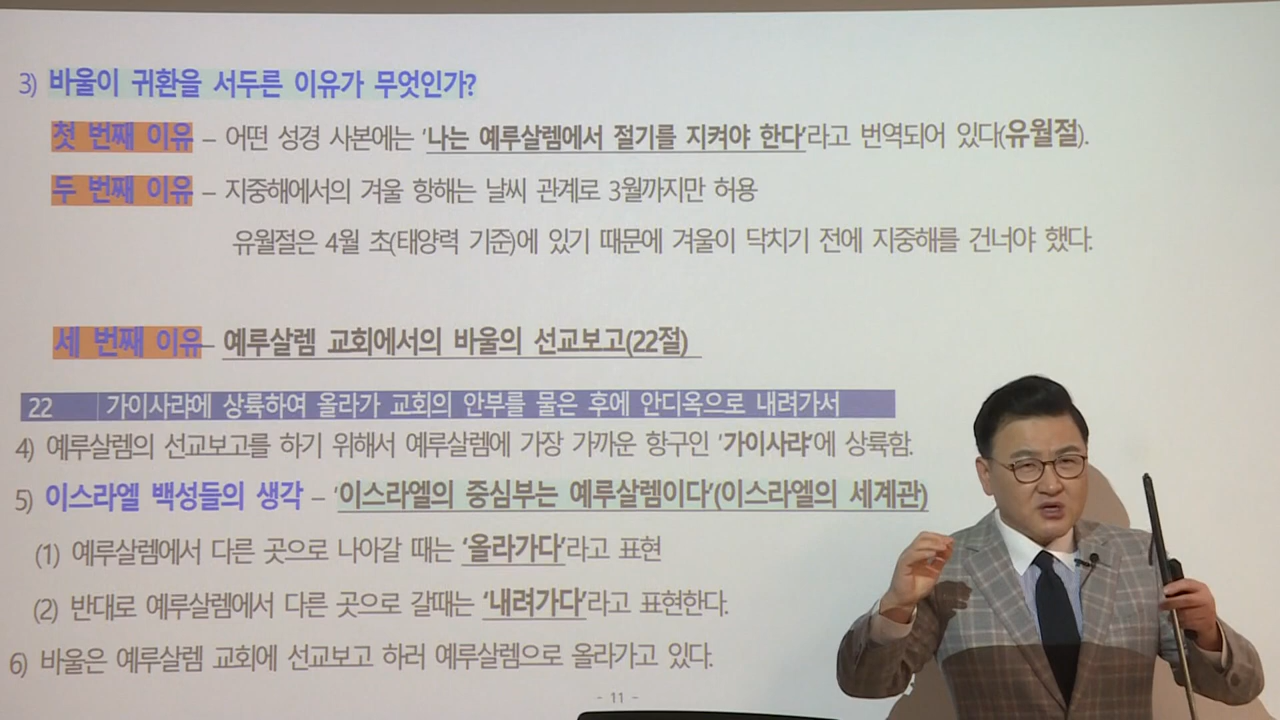 3) 바울이 귀환을 서두른 이유가 무엇인가?
첫 번째 이유 – 어떤 성경 사본에는 '나는 예루살렘에서 절기를 지켜야 한다'라고 번역되어 있다(유월절).
두 번째 이유 – 지중해에서의 겨울 항해는 날씨 관계로 3월까지만 허용
유월절은 4월 초(태양력 기준)에 있기 때문에 겨울이 닥치기 전에 지중해를 건너야 했다.
세 번째 이유– 예루살렘 교회에서의 바울의 선교보고(22절)
22 가이사랴에 상륙하여 올라가 교회의 안부를 물은 후에 안디옥으로 내려가서
4) 예루살렘의 선교보고를 하기 위해서 예루살렘에 가장 가까운 항구인 '가이사랴'에 상륙함.
5) 이스라엘 백성들의 생각 – '이스라엘의 중심부는 예루살렘이다'(이스라엘의 세계관)
(1) 예루살렘에서 다른 곳으로 나아갈 때는 '올라가다'라고 표현
(2) 반대로 예루살렘에서 다른 곳으로 갈때는 '내려가다'라고 표현한다.
6) 바울은 예루살렘 교회에 선교보고 하러 예루살렘으로 올라가고 있다.
- 11 -